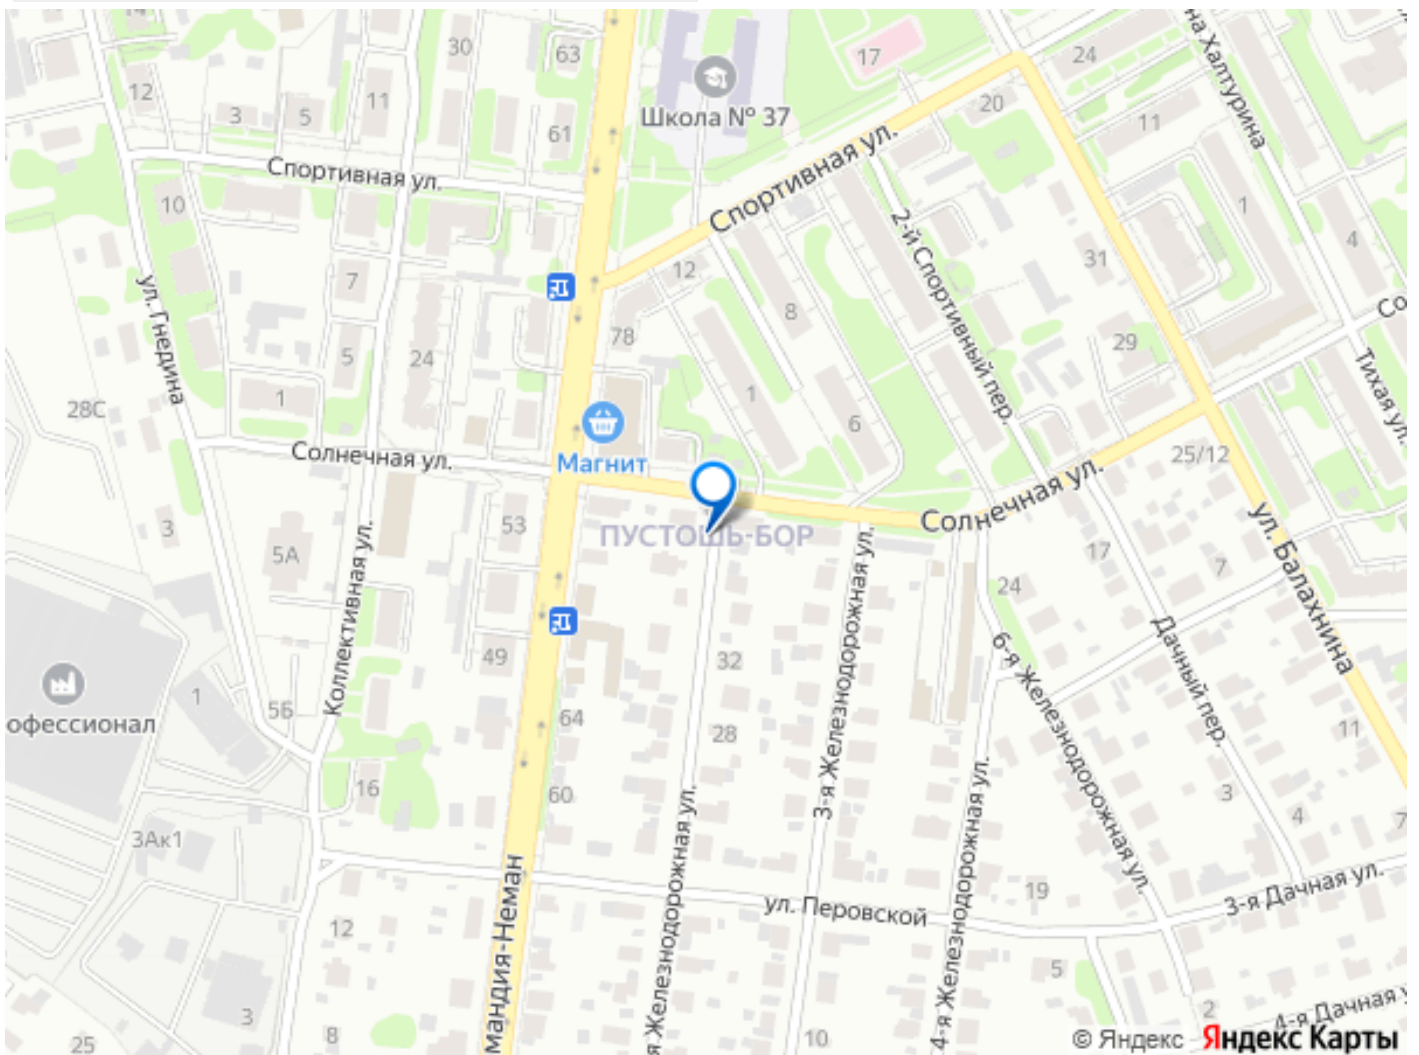 14
12
3
5
30
11
63
61
Школа № 37
17
24
20
11
на Халтурина
Спортивная ул.
Спортивная ул.
2-й Спортивный пер.
10
7
5
24
1
ул. Гнедина
28С
12
8
78
1
6
31
29
1
4
Со
Тихая ул.
Магнит
Солнечная ул.
Солнечная ул.
25/12
ул. Балахнина
ПУСТОШЬ-БОР
53
3
5А
Коллективная ул.
49
1
5Б
офессионал
64
60
16
32
28
3-я Железнодорожная ул.
24
17
7
6-я Железнодорожная ул.
Дачный пер.
11
3
4
7
3Ак1
12
ул. Перовской
19
3-я Дачная ул.
мандия-Неман
я Железнодорожная ул.
4-я Железнодорожная ул.
5
2
4-я Дачная у
3
8
10
25
© Яндекс Яндекс Карты